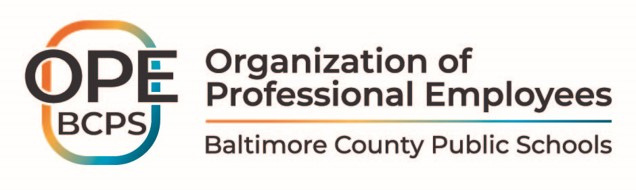 OPE
BCPS
Organization of
Professional Employees
Baltimore County Public Schools